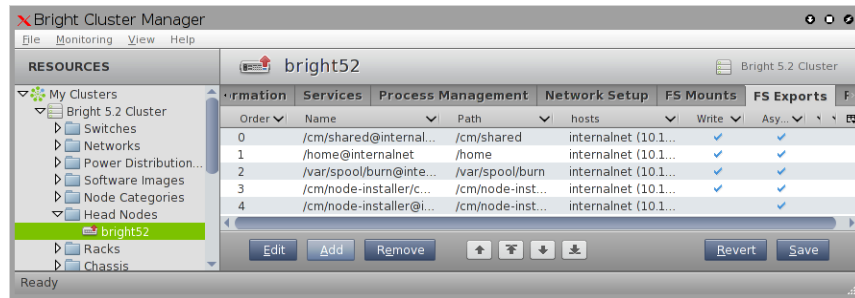 Bright Cluster Manager
File Monitoring View Help
RESOURCES
bright52
Bright 5.2 Cluster
My Clusters
Bright 5.2 Cluster
Switches
Networks
Power Distribution...
Software Images
Node Categories
Head Nodes
bright52
Racks
Chassis
rmation Services Process Management Network Setup FS Mounts FS Exports
Order Name Path hosts Write Asy...
0 /cm/shared@internal... /cm/shared internalnet (10.1...
1 /home@internalnet /home internalnet (10.1...
2 /var/spool/burn@inte... /var/spool/burn internalnet (10.1...
3 /cm/node-installer/c... /cm/node-inst... internalnet (10.1...
4 /cm/node-installer@i... /cm/node-inst... internalnet (10.1...
Edit Add Remove Revert Save
Ready